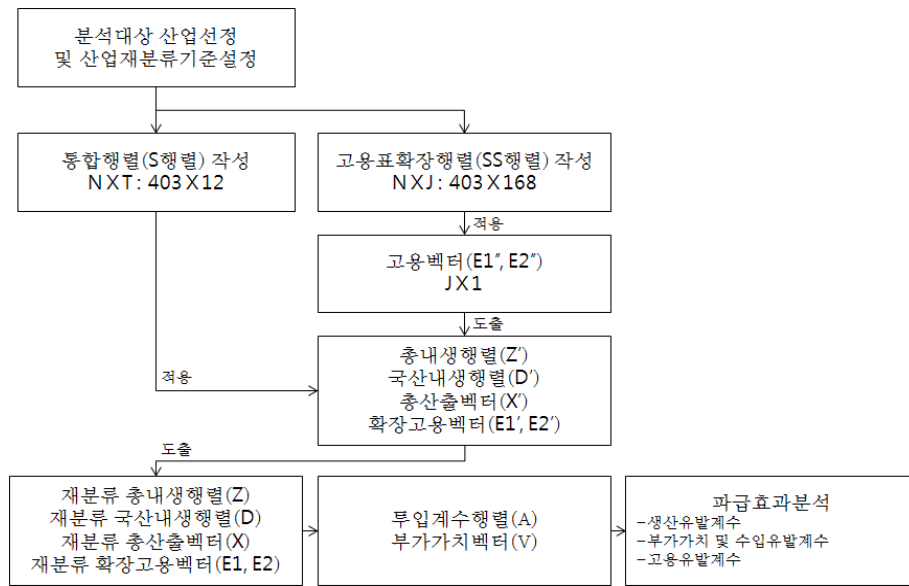 분석대상 산업선정
및 산업재분류기준설정
통합행렬(S행렬) 작성
NXT: 403X12
고용표확장행렬(SS행렬) 작성
NXJ: 403X168
적용
고용벡터(E1″, E2″)
JX1
도출
총내생행렬(Z′)
국산내생행렬(D′)
총산출벡터(X′)
확장고용벡터(E1′, E2′)
적용
도출
재분류 총내생행렬(Z)
재분류 국산내생행렬(D)
재분류 총산출벡터(X)
재분류 확장고용벡터(E1, E2)
투입계수행렬(A)
부가가치벡터(V)
파급효과분석
-생산유발계수
-부가가치 및 수입유발계수
-고용유발계수